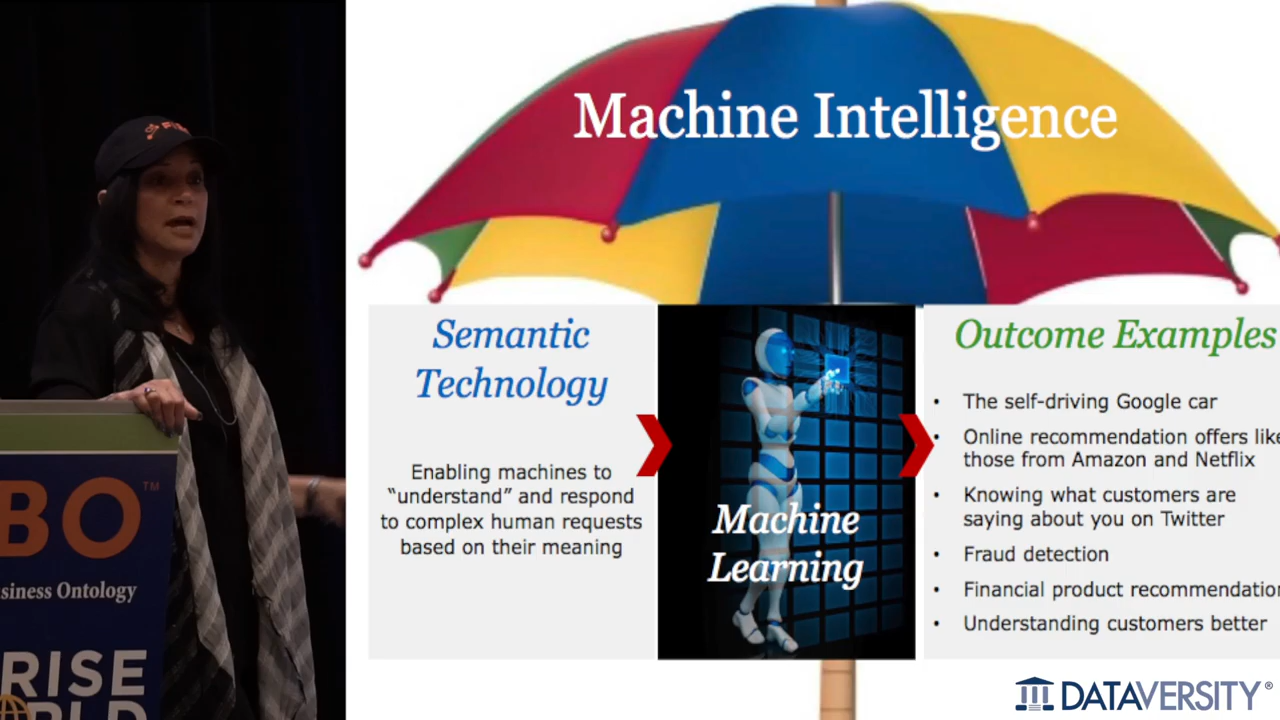 Machine Intelligence
Semantic
Technology
Enabling machines to
“understand” and respond
to complex human requests
based on their meaning
Machine
Learning
Outcome Examples
• The self-driving Google car
• Online recommendation offers like
those from Amazon and Netflix
• Knowing what customers are
saying about you on Twitter
• Fraud detection
• Financial product recommendation
• Understanding customers better
BO™
siness Ontology
RISE
DATAVERSITY®